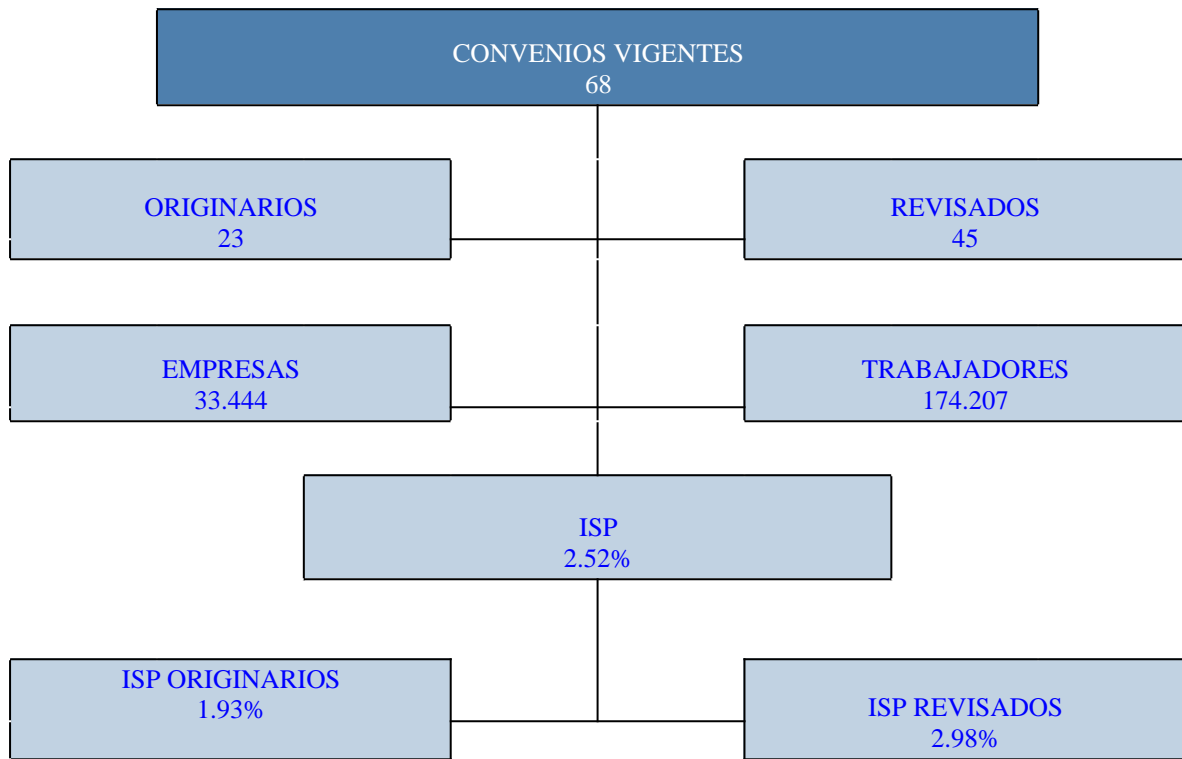 CONVENIOS VIGENTES
68
ORIGINARIOS
23
REVISADOS
45
EMPRESAS
33.444
TRABAJADORES
174.207
ISP
2.52%
ISP ORIGINARIOS
1.93%
ISP REVISADOS
2.98%